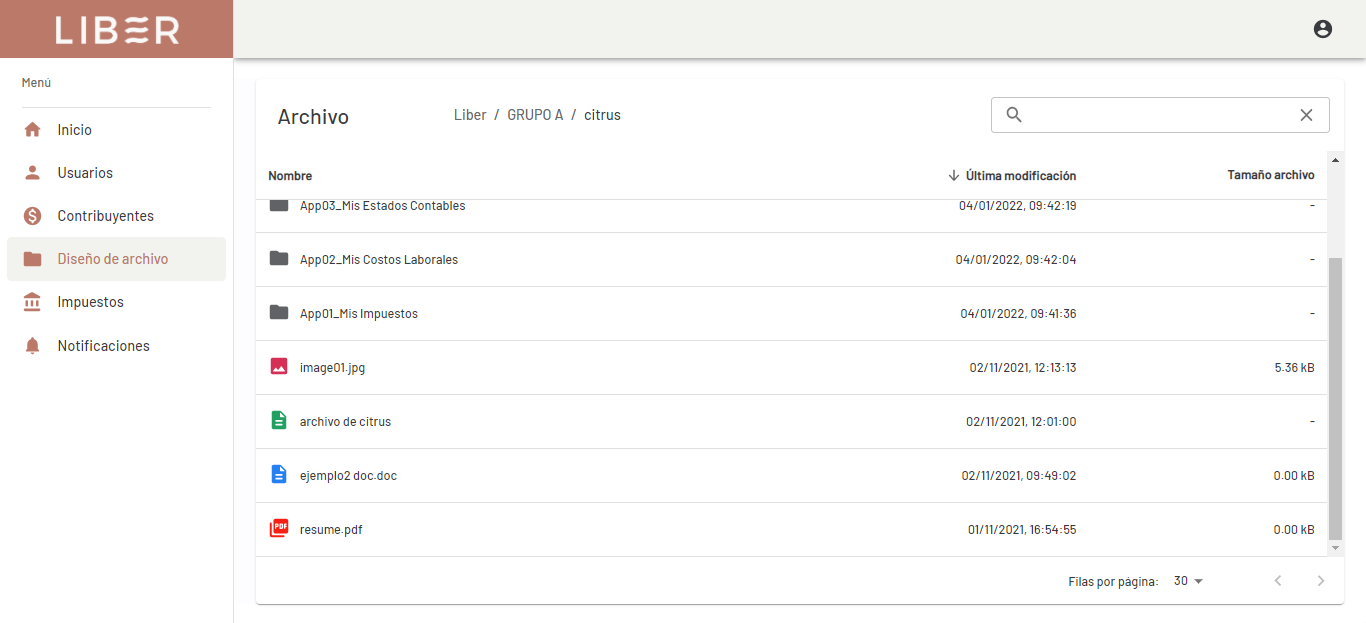 LIBER
Menú
Inicio
Usuarios
Contribuyentes
Diseño de archivo
Impuestos
Notificaciones
Archivo
Liber / GRUPO A / citrus
Nombre Última modificación Tamaño archivo
App03_Mis Estados Contables 04/01/2022, 09:42:19 -
App02_Mis Costos Laborales 04/01/2022, 09:42:04 -
App01_Mis Impuestos 04/01/2022, 09:41:36 -
image01.jpg 02/11/2021, 12:13:13 5.36 kB
archivo de citrus 02/11/2021, 12:01:00 -
ejemplo2 doc.doc 02/11/2021, 09:49:02 0.00 kB
PDF resume.pdf 01/11/2021, 16:54:55 0.00 kB
Filas por página: 30